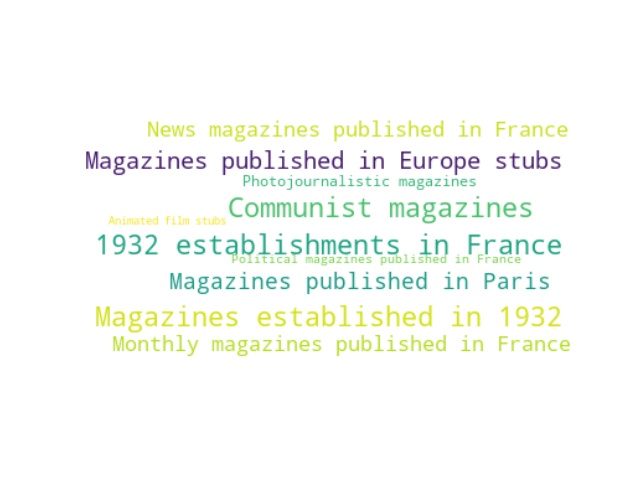 News magazines published in France
Magazines published in Europe stubs
Photojournalistic magazines
Communist magazines
Animated film stubs
1932 establishments in France
Political magazines published in France
Magazines published in Paris
Magazines established in 1932
Monthly magazines published in France